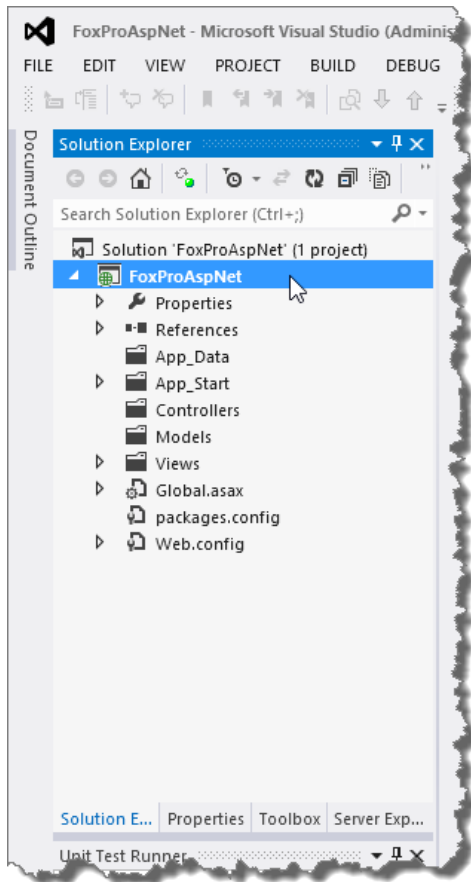 FoxProAspNet - Microsoft Visual Studio (Adminis
FILE EDIT VIEW PROJECT BUILD DEBUG
Document Outline
Solution Explorer
Search Solution Explorer (Ctrl+;)
Solution 'FoxProAspNet' (1 project)
FoxProAspNet
Properties
References
App_Data
App_Start
Controllers
Models
Views
Global.asax
packages.config
Web.config
Solution E... Properties Toolbox Server Exp...
Unit Test Runner